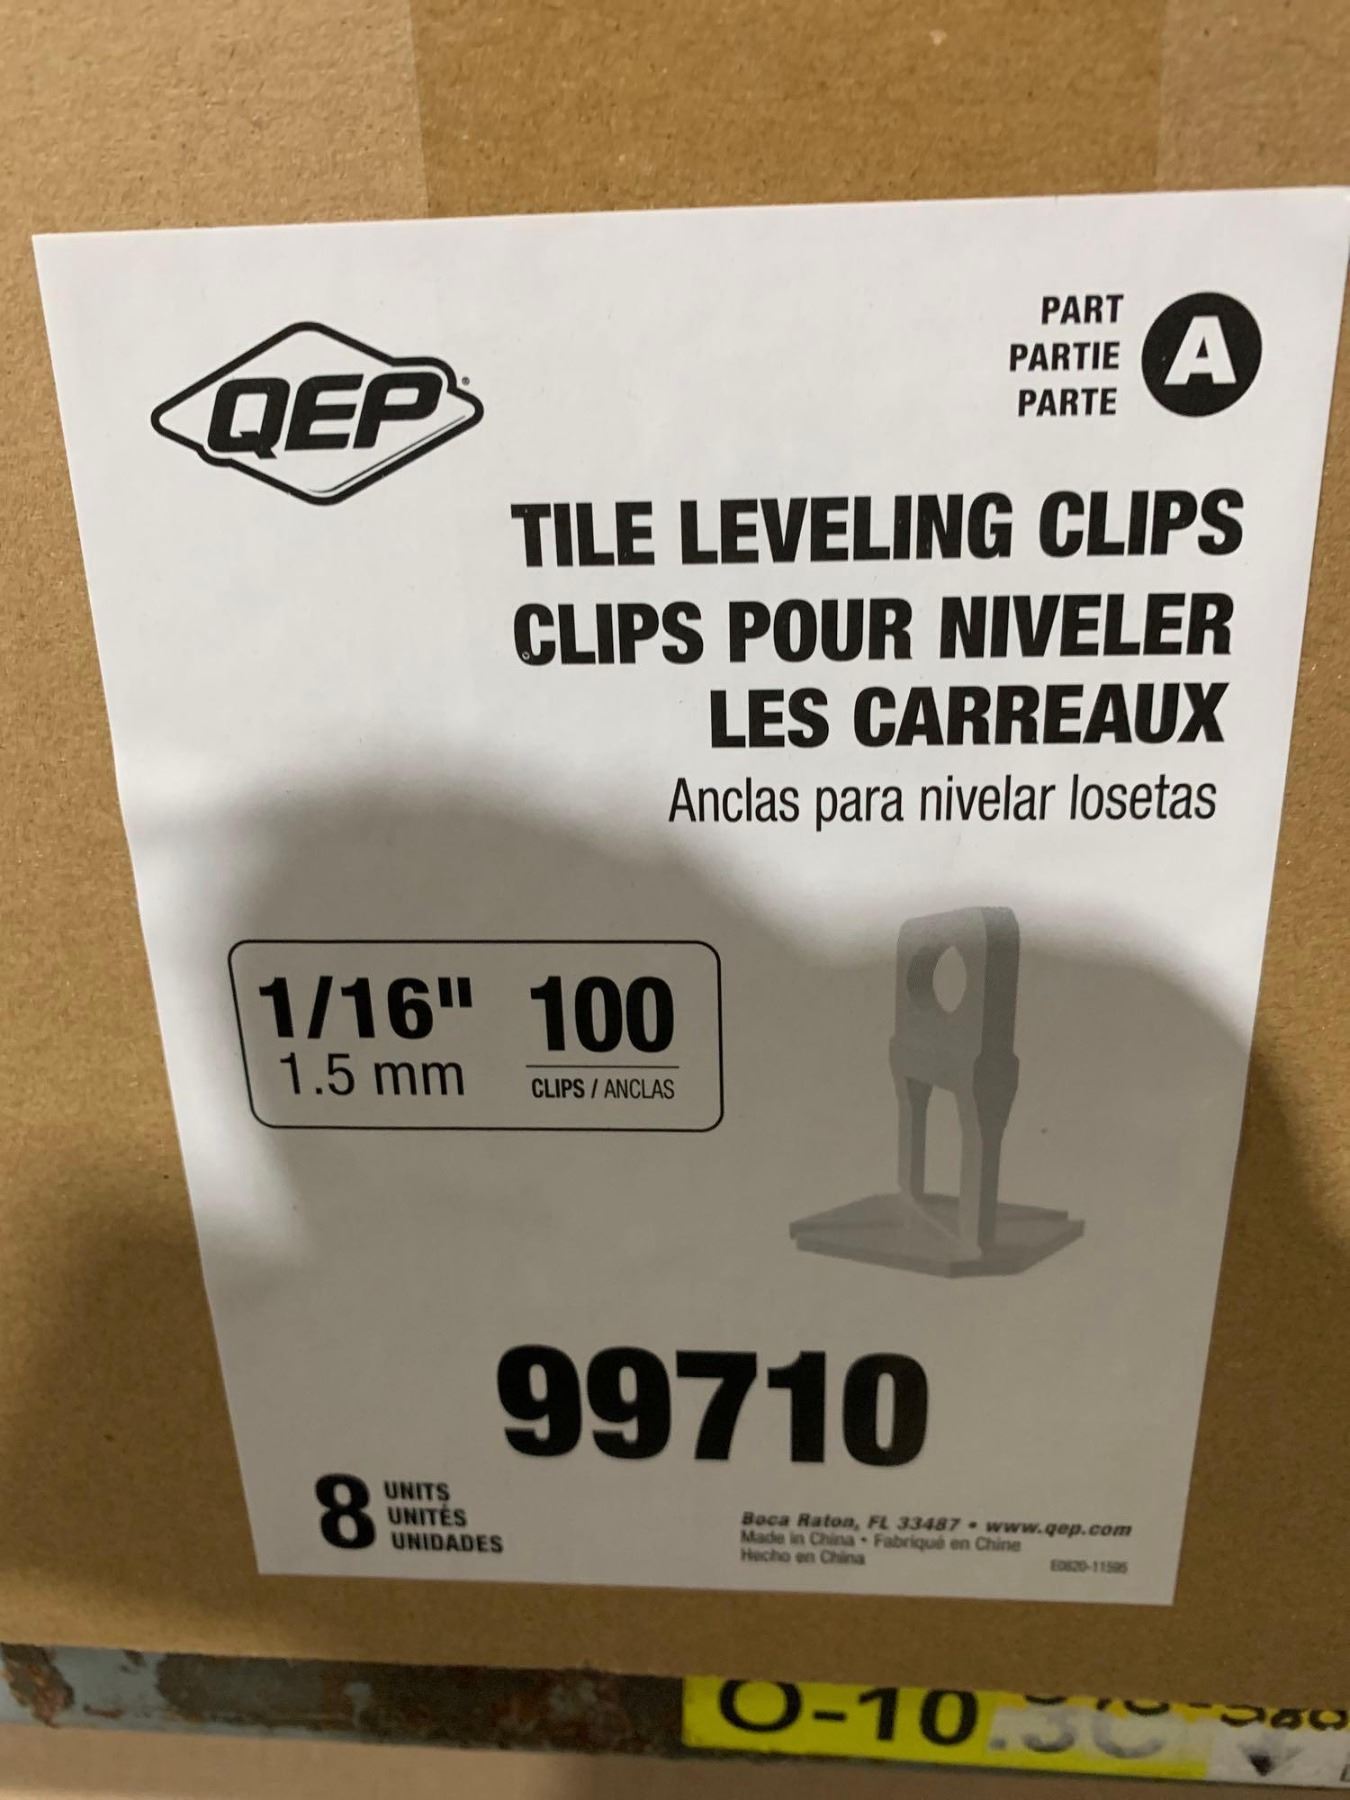 QEP
PART
PARTIE
PARTE
A
TILE LEVELING CLIPS
CLIPS POUR NIVELER
LES CARREAUX
Anclas para nivelar losetas
1/16" 100
1.5 mm CLIPS / ANCLAS
99710
8 UNITS
UNITÉS
UNIDADES
Boca Raton, FL 33487 • www.qep.com
Made in China • Fabriqué en Chine
Hecho en China
E0820-11595
O-10